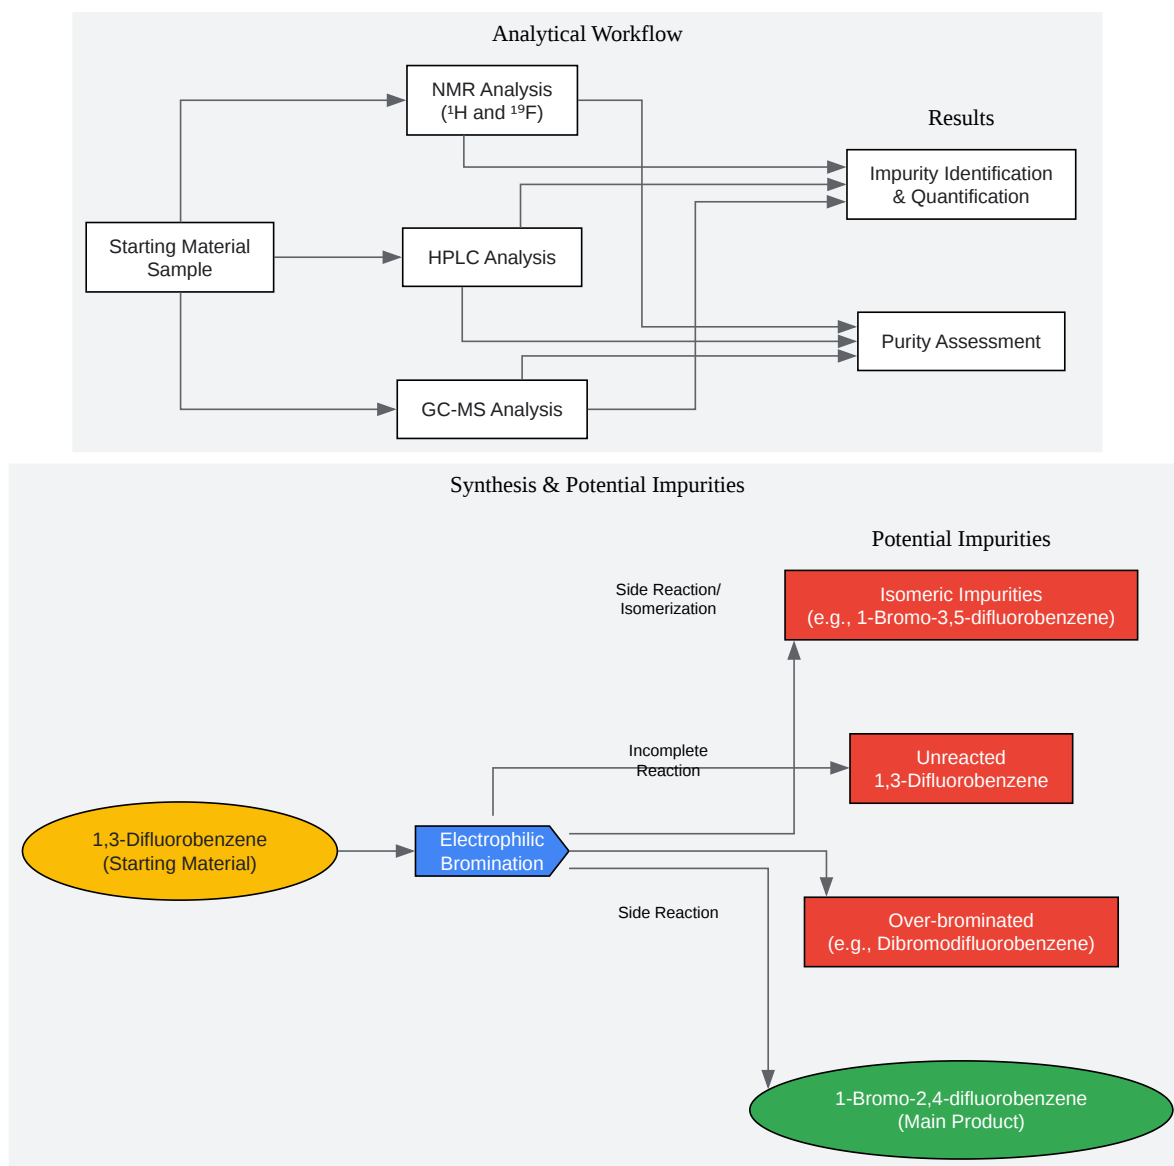 Analytical Workflow
NMR Analysis
(¹H and ¹⁹F)
Results
Impurity Identification
& Quantification
Starting Material
Sample
HPLC Analysis
Purity Assessment
GC-MS Analysis
Synthesis & Potential Impurities
Potential Impurities
Side Reaction/
Isomerization
Isomeric Impurities
(e.g., 1-Bromo-3,5-difluorobenzene)
Incomplete
Reaction
Unreacted
1,3-Difluorobenzene
1,3-Difluorobenzene
(Starting Material)
Electrophilic
Bromination
Side Reaction
Over-brominated
(e.g., Dibromodifluorobenzene)
1-Bromo-2,4-difluorobenzene
(Main Product)